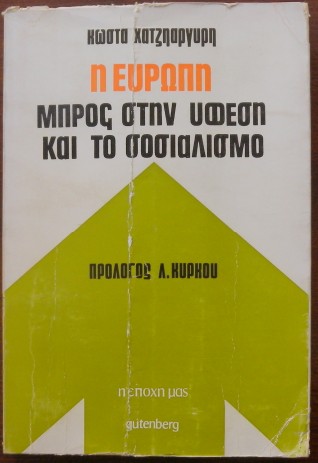 κωστα χατζηαργυρη
η ευρωπη
μπρος στην υφεση
και το σοσιαλισμο
προλογος λ. κυρκου
η εποχη μας
gutenberg